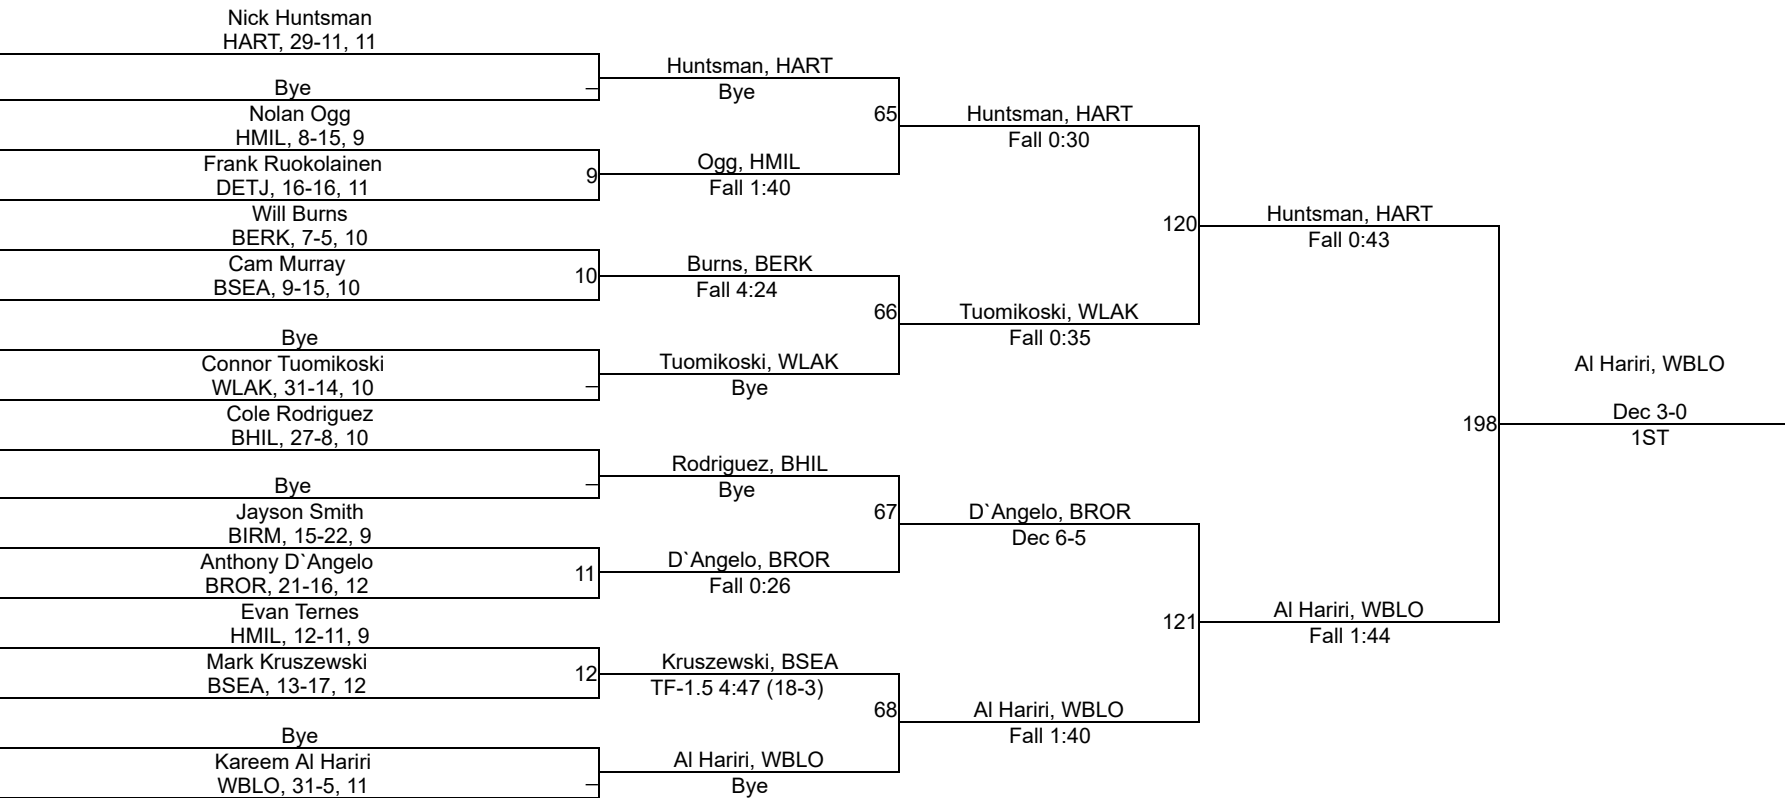 Nick Huntsman
HART, 29-11, 11
Bye
–
Nolan Ogg
HMIL, 8-15, 9
Frank Ruokolainen
DETJ, 16-16, 11
9
Will Burns
BERK, 7-5, 10
Cam Murray
BSEA, 9-15, 10
10
Bye
Connor Tuomikoski
WLAK, 31-14, 10
–
Cole Rodriguez
BHIL, 27-8, 10
Bye
–
Jayson Smith
BIRM, 15-22, 9
Anthony D`Angelo
BROR, 21-16, 12
11
Evan Ternes
HMIL, 12-11, 9
Mark Kruszewski
BSEA, 13-17, 12
12
Bye
Kareem Al Hariri
WBLO, 31-5, 11
–
Huntsman, HART
Bye
65
Ogg, HMIL
Fall 1:40
Burns, BERK
Fall 4:24
66
Tuomikoski, WLAK
Bye
Rodriguez, BHIL
Bye
67
D`Angelo, BROR
Fall 0:26
Kruszewski, BSEA
TF-1.5 4:47 (18-3)
68
Al Hariri, WBLO
Bye
Huntsman, HART
Fall 0:30
120
Tuomikoski, WLAK
Fall 0:35
D`Angelo, BROR
Dec 6-5
121
Al Hariri, WBLO
Fall 1:40
Huntsman, HART
Fall 0:43
198
Al Hariri, WBLO
Fall 1:44
Al Hariri, WBLO
Dec 3-0
1ST